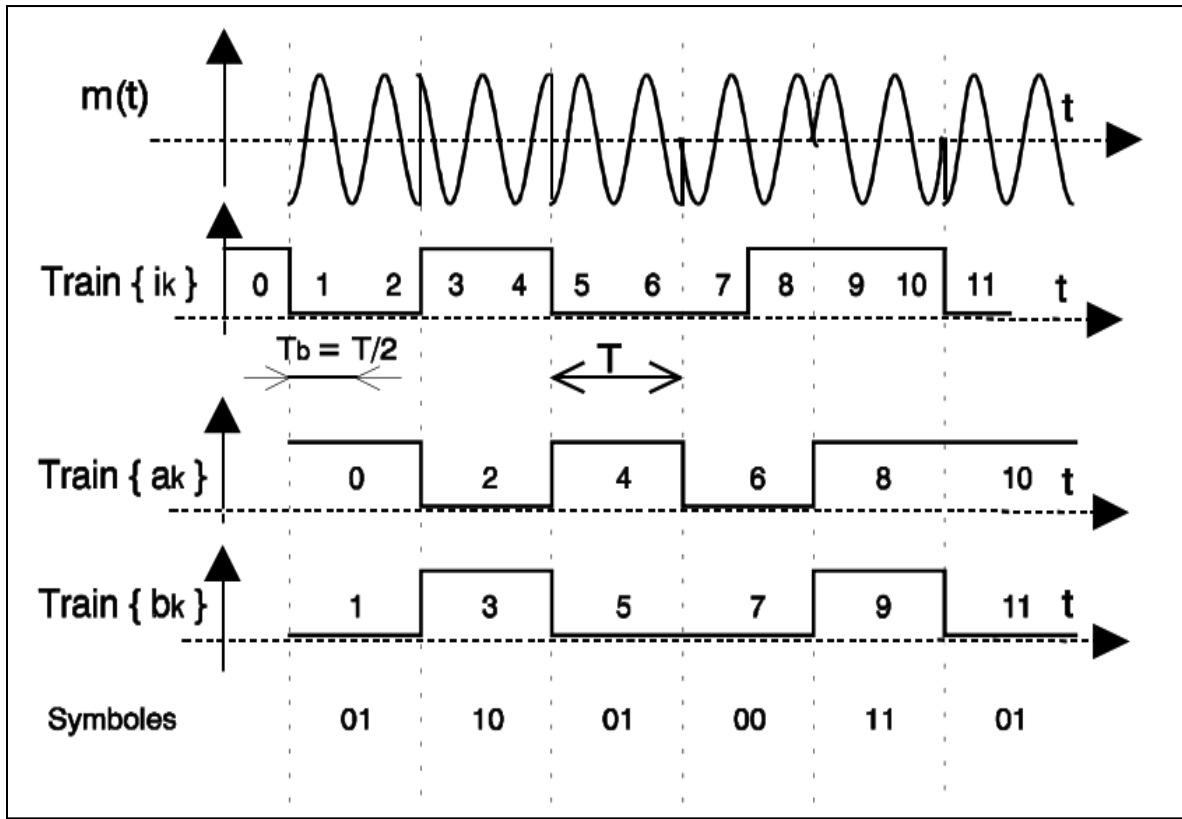 m(t) t
Train { ik } 0 1 2 3 4 5 6 7 8 9 10 11 t
Tb = T/2 T
Train { ak } 0 2 4 6 8 10 t
Train { bk } 1 3 5 7 9 11 t
Symboles 01 10 01 00 11 01